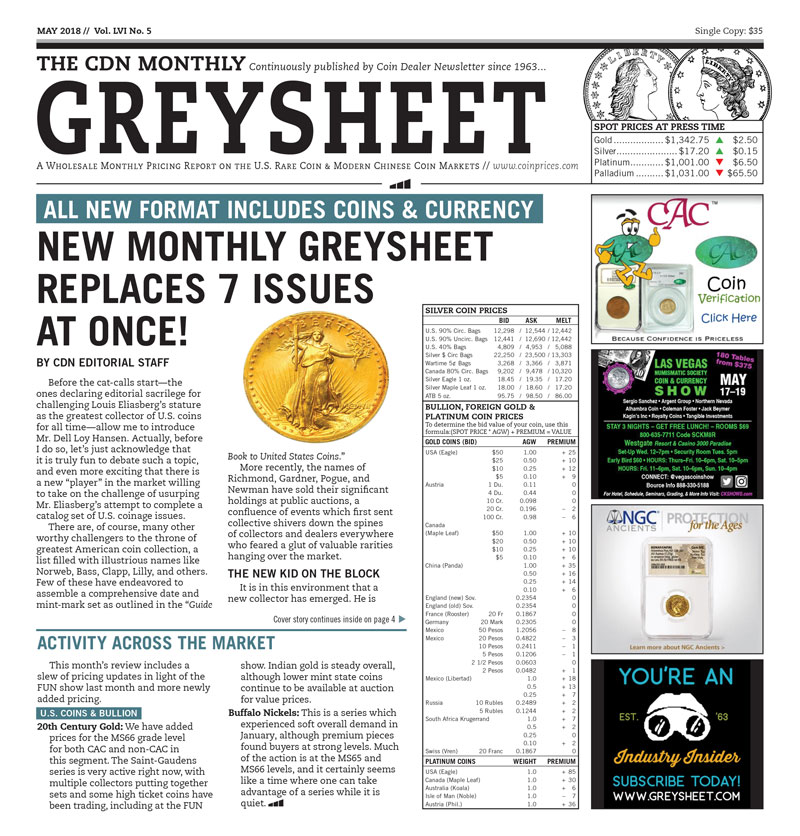 MAY 2018 // Vol. LVI No. 5
Single Copy: $35
THE CDN MONTHLY Continuously published by Coin Dealer Newsletter since 1963...
GREYSHEET
A Wholesale Monthly Pricing Report on the U.S. Rare Coin & Modern Chinese Coin Markets // www.coinprices.com
LIBERTY
LIBERTY
SPOT PRICES AT PRESS TIME
Gold .................. $1,342.75 ▲ $2.50
Silver...................... $17.20 ▲ $0.15
Platinum............ $1,001.00 ▼ $6.50
Palladium .......... $1,031.00 ▼ $65.50
ALL NEW FORMAT INCLUDES COINS & CURRENCY
NEW MONTHLY GREYSHEET
REPLACES 7 ISSUES
AT ONCE!
BY CDN EDITORIAL STAFF
Before the cat-calls start—the
ones declaring editorial sacrilege for
challenging Louis Eliasberg's stature
as the greatest collector of U.S. coins
for all time—allow me to introduce
Mr. Dell Loy Hansen. Actually, before
I do so, let's just acknowledge that
it is truly fun to debate such a topic,
and even more exciting that there is
a new "player" in the market willing
to take on the challenge of usurping
Mr. Eliasberg's attempt to complete a
catalog set of U.S. coinage issues.
There are, of course, many other
worthy challengers to the throne of
greatest American coin collection, a
list filled with illustrious names like
Norweb, Bass, Clapp, Lilly, and others.
Few of these have endeavored to
assemble a comprehensive date and
mint-mark set as outlined in the "Guide
Book to United States Coins."
More recently, the names of
Richmond, Gardner, Pogue, and
Newman have sold their significant
holdings at public auctions, a
confluence of events which first sent
collective shivers down the spines
of collectors and dealers everywhere
who feared a glut of valuable rarities
hanging over the market.
THE NEW KID ON THE BLOCK
It is in this environment that a
new collector has emerged. He is
Cover story continues inside on page 4 ▶
ACTIVITY ACROSS THE MARKET
This month's review includes a
slew of pricing updates in light of the
FUN show last month and more newly
added pricing.
U.S. COINS & BULLION
20th Century Gold: We have added
prices for the MS66 grade level
for both CAC and non-CAC in
this segment. The Saint-Gaudens
series is very active right now, with
multiple collectors putting together
sets and some high ticket coins have
been trading, including at the FUN
show. Indian gold is steady overall,
although lower mint state coins
continue to be available at auction
for value prices.
Buffalo Nickels: This is a series which
experienced soft overall demand in
January, although premium pieces
found buyers at strong levels. Much
of the action is at the MS65 and
MS66 levels, and it certainly seems
like a time where one can take
advantage of a series while it is
quiet.
SILVER COIN PRICES
BID ASK MELT
U.S. 90% Circ. Bags 12,298 / 12,544 / 12,442
U.S. 90% Uncirc. Bags 12,441 / 12,690 / 12,442
U.S. 40% Bags 4,809 / 4,953 / 5,088
Silver $ Circ Bags 22,250 / 23,500 / 13,303
Wartime 5¢ Bags 3,268 / 3,366 / 3,871
Canada 80% Circ. Bags 9,202 / 9,478 / 10,320
Silver Eagle 1 oz. 18.45 / 19.35 / 17.20
Silver Maple Leaf 1 oz. 18.00 / 18.60 / 17.20
ATB 5 oz. 95.75 / 98.50 / 86.00
BULLION, FOREIGN GOLD &
PLATINUM COIN PRICES
To determine the bid value of your coin, use this
formula (SPOT PRICE * AGW) + PREMIUM = VALUE
GOLD COINS (BID) AGW PREMIUM
USA (Eagle) $50 1.00 + 25
$25 0.50 + 10
$10 0.25 + 12
$5 0.10 + 9
Austria 1 Du. 0.11 0
4 Du. 0.44 0
10 Cr. 0.098 0
20 Cr. 0.196 – 2
100 Cr. 0.98 – 6
Canada
(Maple Leaf) $50 1.00 + 10
$20 0.50 + 10
$10 0.25 + 10
$5 0.10 + 6
China (Panda) 1.00 + 35
0.50 + 16
0.25 + 14
0.10 + 6
England (new) Sov. 0.2354 0
England (old) Sov. 0.2354 0
France (Rooster) 20 Fr 0.1867 0
Germany 20 Mark 0.2305 0
Mexico 50 Pesos 1.2056 – 8
Mexico 20 Pesos 0.4822 – 3
10 Pesos 0.2411 – 1
5 Pesos 0.1206 – 1
2 1/2 Pesos 0.0603 0
2 Pesos 0.0482 + 1
Mexico (Libertad) 1.0 + 18
0.5 + 13
0.25 + 7
Russia 10 Rubles 0.2489 + 2
5 Rubles 0.1244 + 2
South Africa Krugerrand 1.0 + 7
0.5 + 2
0.25 0
0.10 + 2
Swiss (Vren) 20 Franc 0.1867 0
PLATINUM COINS WEIGHT PREMIUM
USA (Eagle) 1.0 + 85
Canada (Maple Leaf) 1.0 + 30
Australia (Koala) 1.0 + 6
Isle of Man (Noble) 1.0 – 7
Austria (Phil.) 1.0 + 36
CAC™
CAC
Coin
Verification
Click Here
Because Confidence is Priceless
180 Tables
from $375
LAS VEGAS
NUMISMATIC SOCIETY
COIN & CURRENCY
SHOW
MAY
17–19
Sergio Sanchez • Argent Group • Northern Nevada
Alhambra Coin • Coleman Foster • Jack Beymer
Kagin's Inc • Royalty Coins • Tangible Investments
STAY 3 NIGHTS – GET FREE LUNCH! – ROOMS $69
800-635-7711 Code SCKM8R
Westgate Resort & Casino 3000 Paradise
Set-Up Wed. 12–7pm • Security Room Tues. 5pm
Early Bird $60 • HOURS: Thurs–Fri. 10–6pm, Sat. 10–5pm
HOURS: Fri. 11–6pm, Sat. 10–6pm, Sun. 10–4pm
CONNECT: @vegascoinshow
Bource Info 888-330-5188
For Hotel, Schedule, Seminars, Grading, & More Info Visit: CKSHOWS.com
NGC
ANCIENTS
PROTECTION
for the Ages
Learn more about NGC Ancients >
YOU'RE AN
EST. '63
Industry Insider
SUBSCRIBE TODAY!
WWW.GREYSHEET.COM